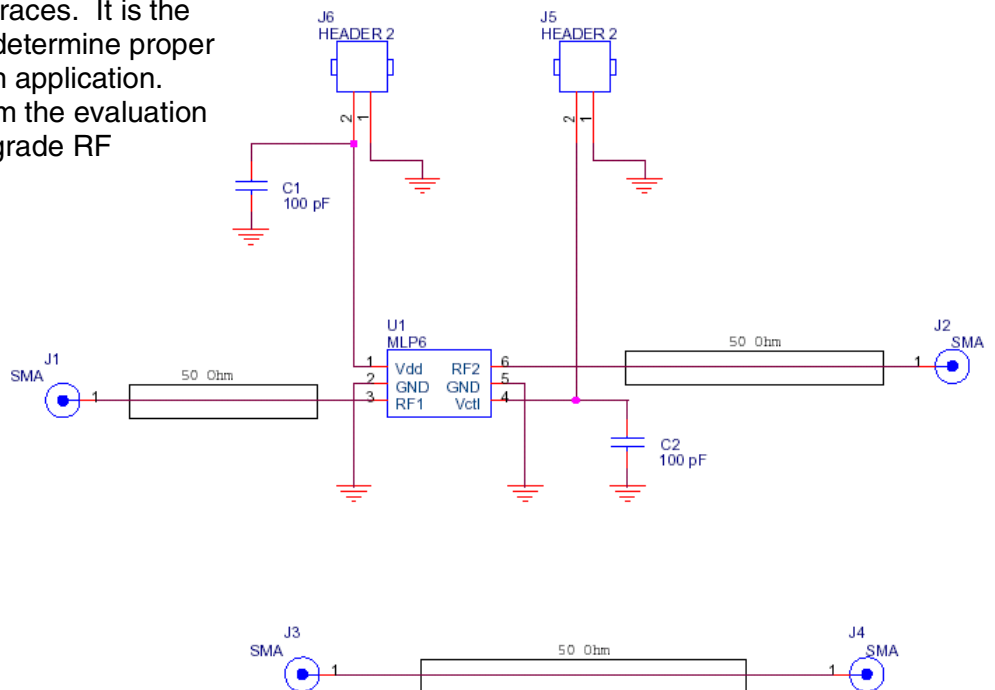 races. It is the
determine proper
n application.
m the evaluation
grade RF
J6
HEADER 2
J5
HEADER 2
2
1
2
1
C1
100 pF
U1
MLP6
J2
SMA
50 Ohm
J1
SMA
50 Ohm
1
1
1 Vdd RF2 6
2 GND GND 5
3 RF1 Vctl 4
C2
100 pF
J3
SMA
J4
SMA
50 Ohm
1
1